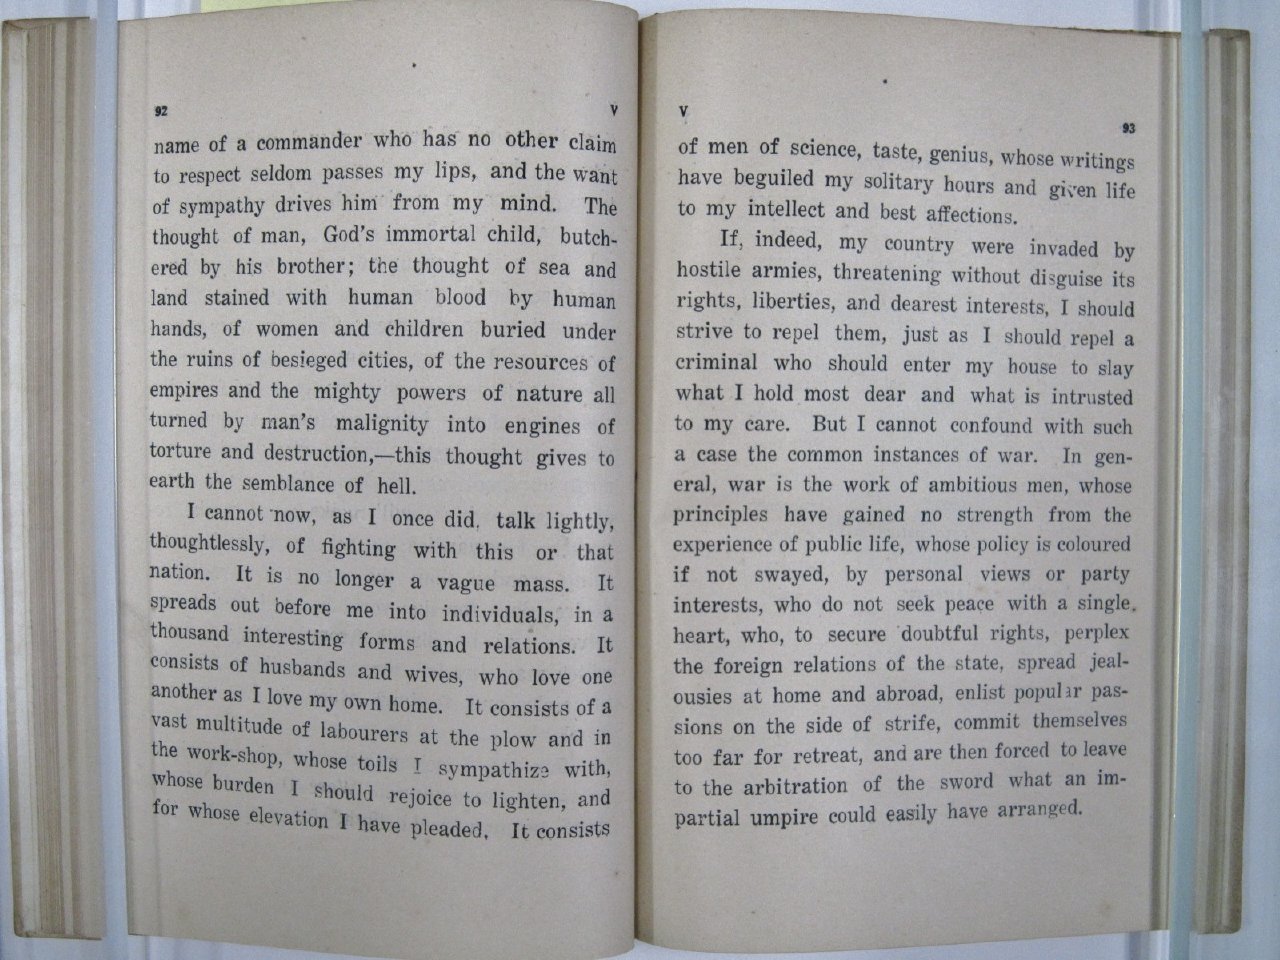 92
V
name of a commander who has no other claim
to respect seldom passes my lips, and the want
of sympathy drives him from my mind. The
thought of man, God's immortal child, butch-
ered by his brother; the thought of sea and
land stained with human blood by human
hands, of women and children buried under
the ruins of besieged cities, of the resources of
empires and the mighty powers of nature all
turned by man's malignity into engines of
torture and destruction,—this thought gives to
earth the semblance of hell.
I cannot now, as I once did, talk lightly,
thoughtlessly, of fighting with this or that
nation. It is no longer a vague mass. It
spreads out before me into individuals, in a
thousand interesting forms and relations. It
consists of husbands and wives, who love one
another as I love my own home. It consists of a
vast multitude of labourers at the plow and in
the work-shop, whose toils I sympathize with,
whose burden I should rejoice to lighten, and
for whose elevation I have pleaded, It consists
V
93
of men of science, taste, genius, whose writings
have beguiled my solitary hours and given life
to my intellect and best affections.
If, indeed, my country were invaded by
hostile armies, threatening without disguise its
rights, liberties, and dearest interests, I should
strive to repel them, just as I should repel a
criminal who should enter my house to slay
what I hold most dear and what is intrusted
to my care. But I cannot confound with such
a case the common instances of war. In gen-
eral, war is the work of ambitious men, whose
principles have gained no strength from the
experience of public life, whose policy is coloured
if not swayed, by personal views or party
interests, who do not seek peace with a single
heart, who, to secure doubtful rights, perplex
the foreign relations of the state, spread jeal-
ousies at home and abroad, enlist popular pas-
sions on the side of strife, commit themselves
too far for retreat, and are then forced to leave
to the arbitration of the sword what an im-
partial umpire could easily have arranged.